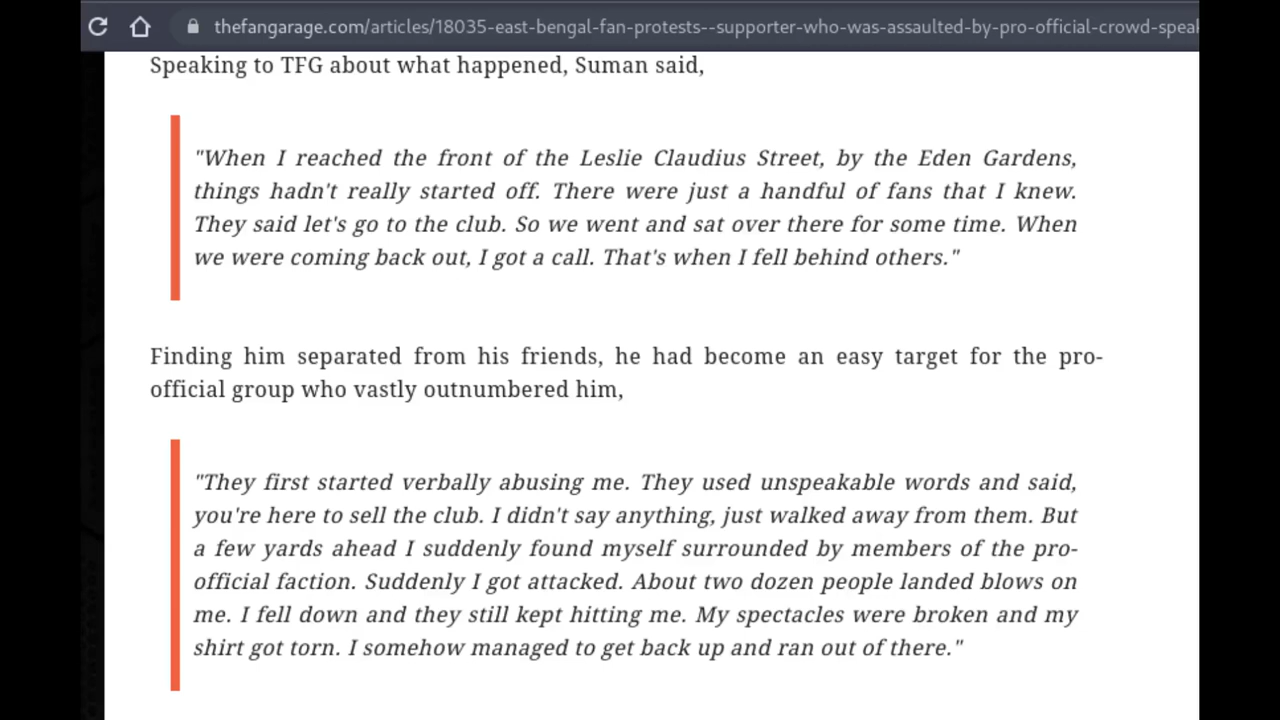 thefangarage.com/articles/18035-east-bengal-fan-protests--supporter-who-was-assaulted-by-pro-official-crowd-speak
Speaking to TFG about what happened, Suman said,
"When I reached the front of the Leslie Claudius Street, by the Eden Gardens,
things hadn't really started off. There were just a handful of fans that I knew.
They said let's go to the club. So we went and sat over there for some time. When
we were coming back out, I got a call. That's when I fell behind others."
Finding him separated from his friends, he had become an easy target for the pro-
official group who vastly outnumbered him,
"They first started verbally abusing me. They used unspeakable words and said,
you're here to sell the club. I didn't say anything, just walked away from them. But
a few yards ahead I suddenly found myself surrounded by members of the pro-
official faction. Suddenly I got attacked. About two dozen people landed blows on
me. I fell down and they still kept hitting me. My spectacles were broken and my
shirt got torn. I somehow managed to get back up and ran out of there."